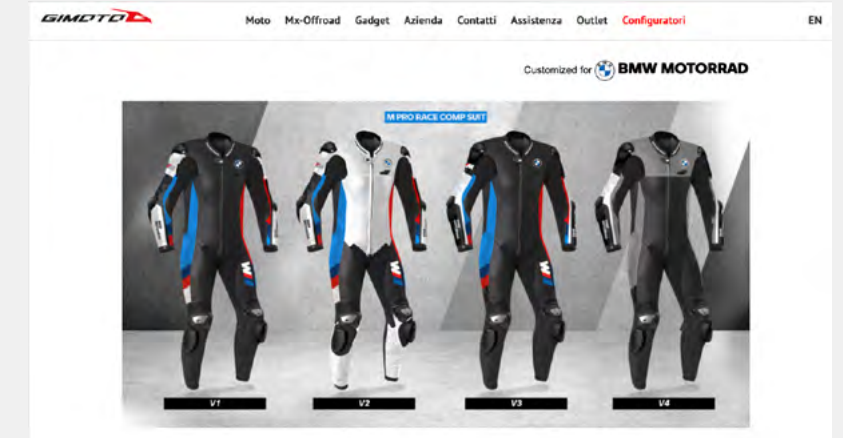 GIMOTO
Moto Mx-Offroad Gadget Azienda Contatti Assistenza Outlet Configuratori EN
Customized for BMW MOTORRAD
M PRO RACE COMP SUIT
M M
V1 V2 V3 V4